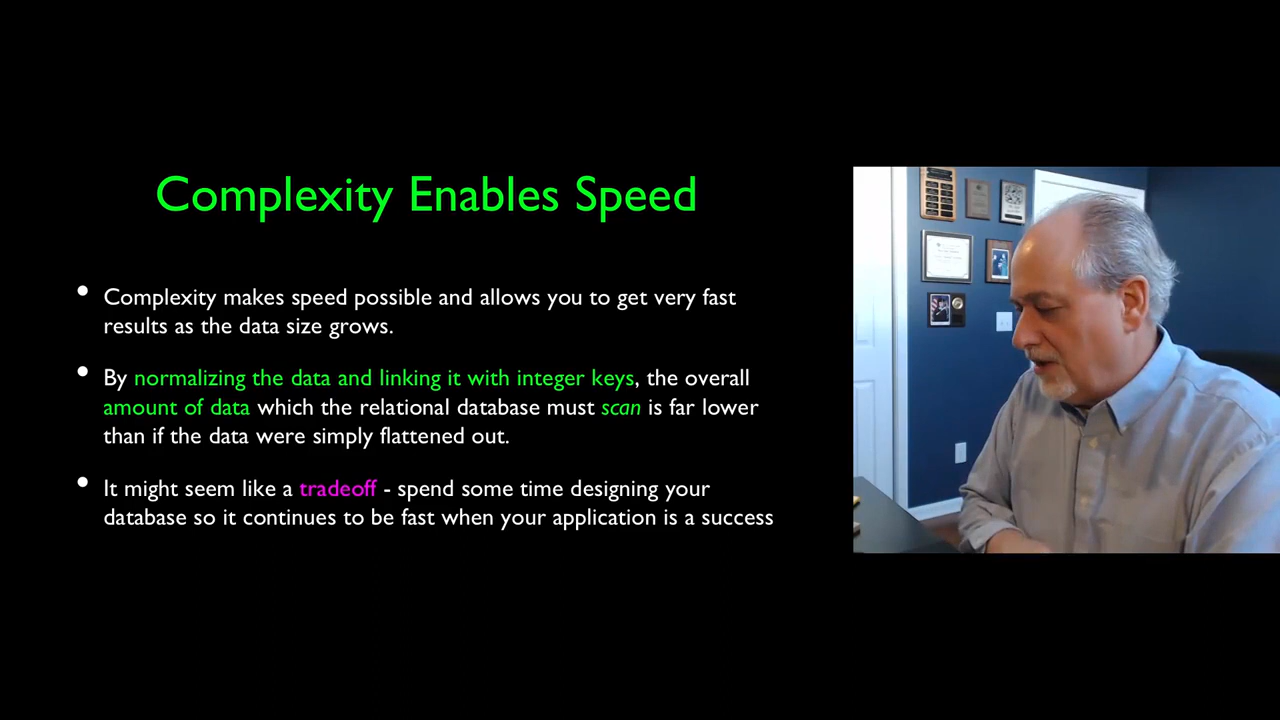 Complexity Enables Speed
• Complexity makes speed possible and allows you to get very fast
results as the data size grows.
• By normalizing the data and linking it with integer keys, the overall
amount of data which the relational database must scan is far lower
than if the data were simply flattened out.
• It might seem like a tradeoff - spend some time designing your
database so it continues to be fast when your application is a success